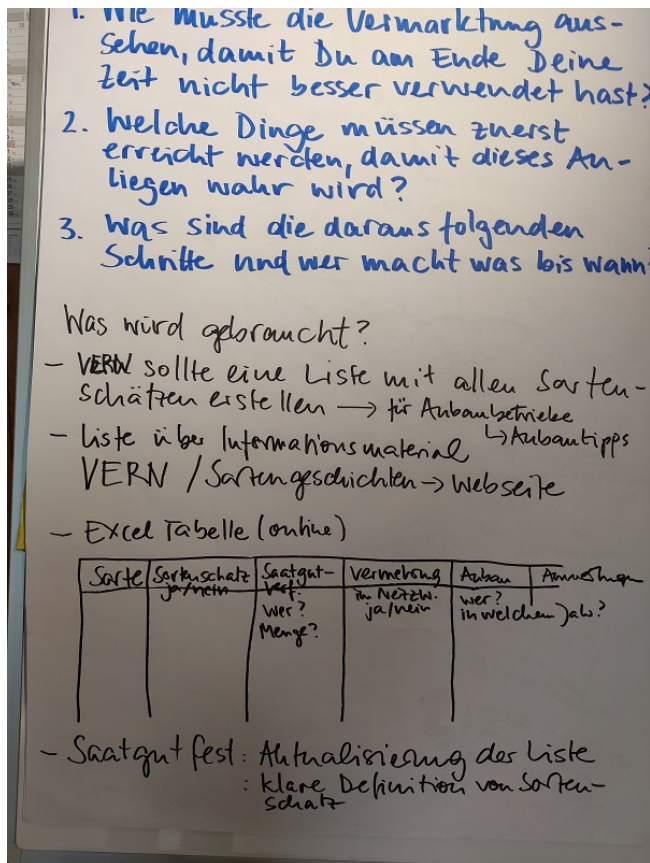 1. Wie müsste die Vermarktung aus-
sehen, damit Du am Ende Deine
Zeit nicht besser verwendet hast?
2. Welche Dinge müssen zuerst
erreicht werden, damit dieses An-
liegen wahr wird?
3. Was sind die daraus folgenden
Schritte und wer macht was bis wann
Was wird gebraucht?
- VERN sollte eine Liste mit allen Sorten-
schätzen erstellen → für Anbaubetriebe
↳ Anbautipps
- Liste über Informationsmaterial
VERN / Sortengeschichten → Webseite
- Excel Tabelle (online)
Sorte | Sortenschatz | Saatgut- | Vermehrung | Anbau | Anmerkungen
ja/nein | verf. | in Netzw. | wer?
wer? | ja/nein | in welchem Jahr?
Menge?
- Saatgutfest: Aktualisierung der Liste
: klare Definition von Sorten-
schatz